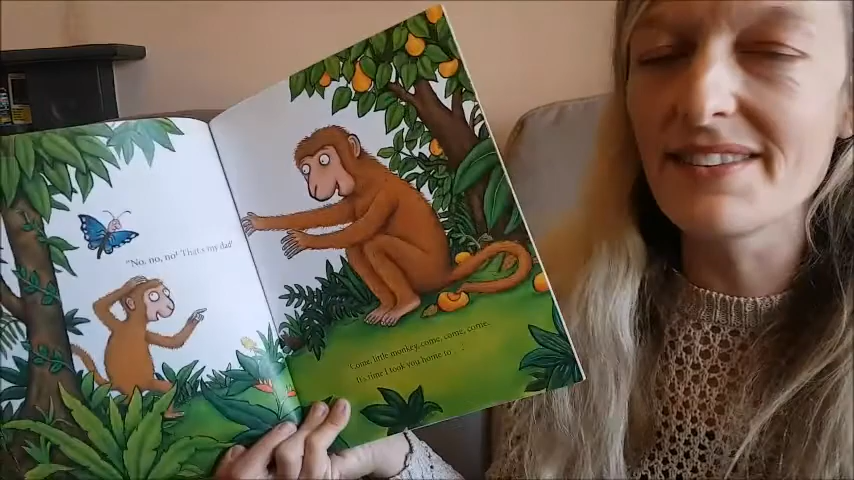 "No, no, no! That's my dad!
Come, little monkey, come, come, come.
It's time I took you home to . . .